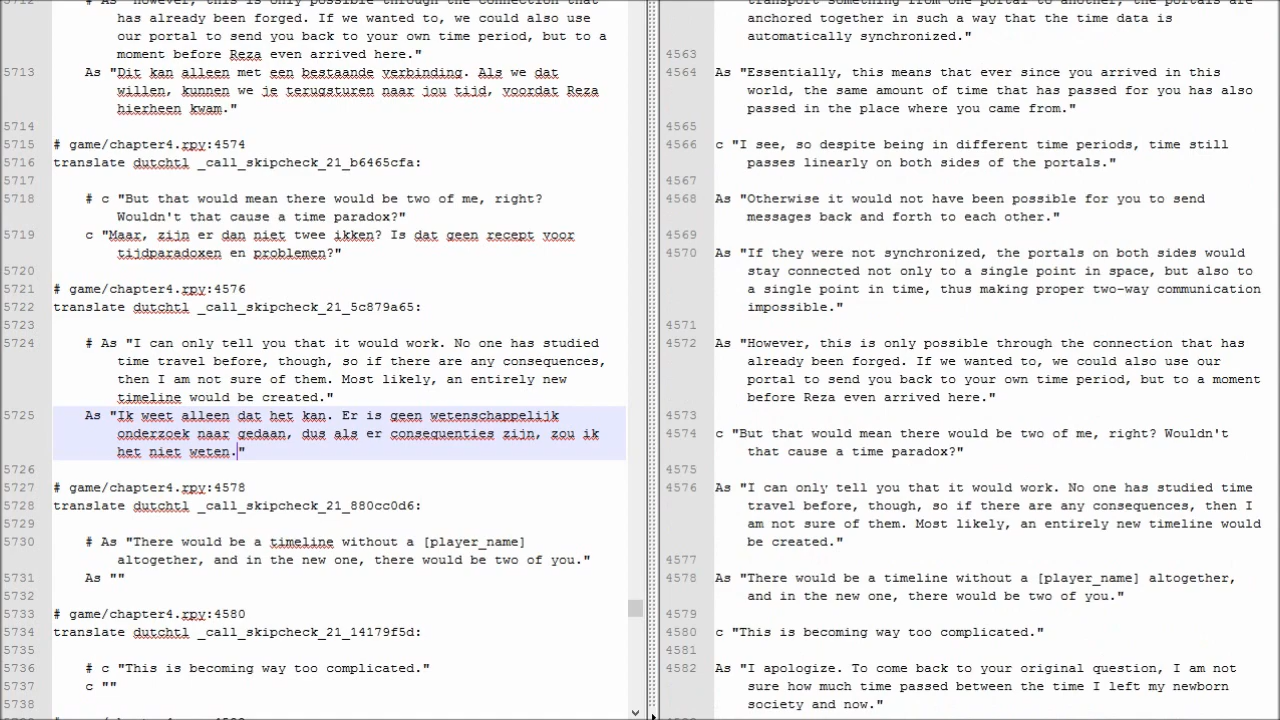 5712 # As "However, this is only possible through the connection that
has already been forged. If we wanted to, we could also use
our portal to send you back to your own time period, but to a
moment before Reza even arrived here."
5713 As "Dit kan alleen met een bestaande verbinding. Als we dat
willen, kunnen we je terugsturen naar jou tijd, voordat Reza
hierheen kwam."
5714
5715 # game/chapter4.rpy:4574
5716 translate dutchtl _call_skipcheck_21_b6465cfa:
5717
5718 # c "But that would mean there would be two of me, right?
Wouldn't that cause a time paradox?"
5719 c "Maar, zijn er dan niet twee ikken? Is dat geen recept voor
tijdparadoxen en problemen?"
5720
5721 # game/chapter4.rpy:4576
5722 translate dutchtl _call_skipcheck_21_5c879a65:
5723
5724 # As "I can only tell you that it would work. No one has studied
time travel before, though, so if there are any consequences,
then I am not sure of them. Most likely, an entirely new
timeline would be created."
5725 As "Ik weet alleen dat het kan. Er is geen wetenschappelijk
onderzoek naar gedaan, dus als er consequenties zijn, zou ik
het niet weten."
5726
5727 # game/chapter4.rpy:4578
5728 translate dutchtl _call_skipcheck_21_880cc0d6:
5729
5730 # As "There would be a timeline without a [player_name]
altogether, and in the new one, there would be two of you."
5731 As ""
5732
5733 # game/chapter4.rpy:4580
5734 translate dutchtl _call_skipcheck_21_14179f5d:
5735
5736 # c "This is becoming way too complicated."
5737 c ""
5738
transport something from one portal to another, the portals are
anchored together in such a way that the time data is
automatically synchronized."
4563
4564 As "Essentially, this means that ever since you arrived in this
world, the same amount of time that has passed for you has also
passed in the place where you came from."
4565
4566 c "I see, so despite being in different time periods, time still
passes linearly on both sides of the portals."
4567
4568 As "Otherwise it would not have been possible for you to send
messages back and forth to each other."
4569
4570 As "If they were not synchronized, the portals on both sides would
stay connected not only to a single point in space, but also to
a single point in time, thus making proper two-way communication
impossible."
4571
4572 As "However, this is only possible through the connection that has
already been forged. If we wanted to, we could also use our
portal to send you back to your own time period, but to a moment
before Reza even arrived here."
4573
4574 c "But that would mean there would be two of me, right? Wouldn't
that cause a time paradox?"
4575
4576 As "I can only tell you that it would work. No one has studied time
travel before, though, so if there are any consequences, then I
am not sure of them. Most likely, an entirely new timeline would
be created."
4577
4578 As "There would be a timeline without a [player_name] altogether,
and in the new one, there would be two of you."
4579
4580 c "This is becoming way too complicated."
4581
4582 As "I apologize. To come back to your original question, I am not
sure how much time passed between the time I left my newborn
society and now."